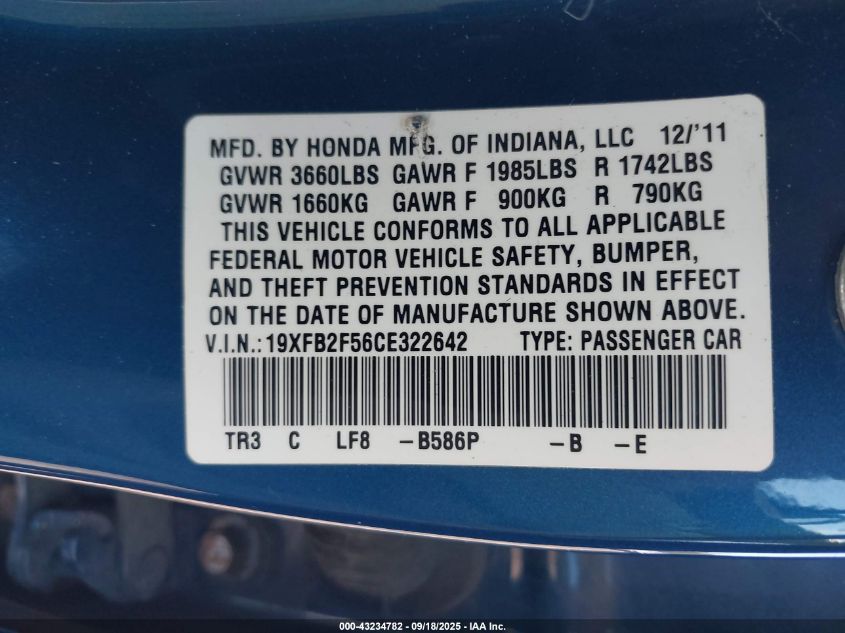 MFD. BY HONDA MFG. OF INDIANA, LLC 12/'11
GVWR 3660LBS GAWR F 1985LBS R 1742LBS
GVWR 1660KG GAWR F 900KG R 790KG
THIS VEHICLE CONFORMS TO ALL APPLICABLE
FEDERAL MOTOR VEHICLE SAFETY, BUMPER,
AND THEFT PREVENTION STANDARDS IN EFFECT
ON THE DATE OF MANUFACTURE SHOWN ABOVE.
V.I.N.:19XFB2F56CE322642 TYPE: PASSENGER CAR
TR3 C LF8 -B586P -B -E
000-43234782 - 09/18/2025 - IAA Inc.